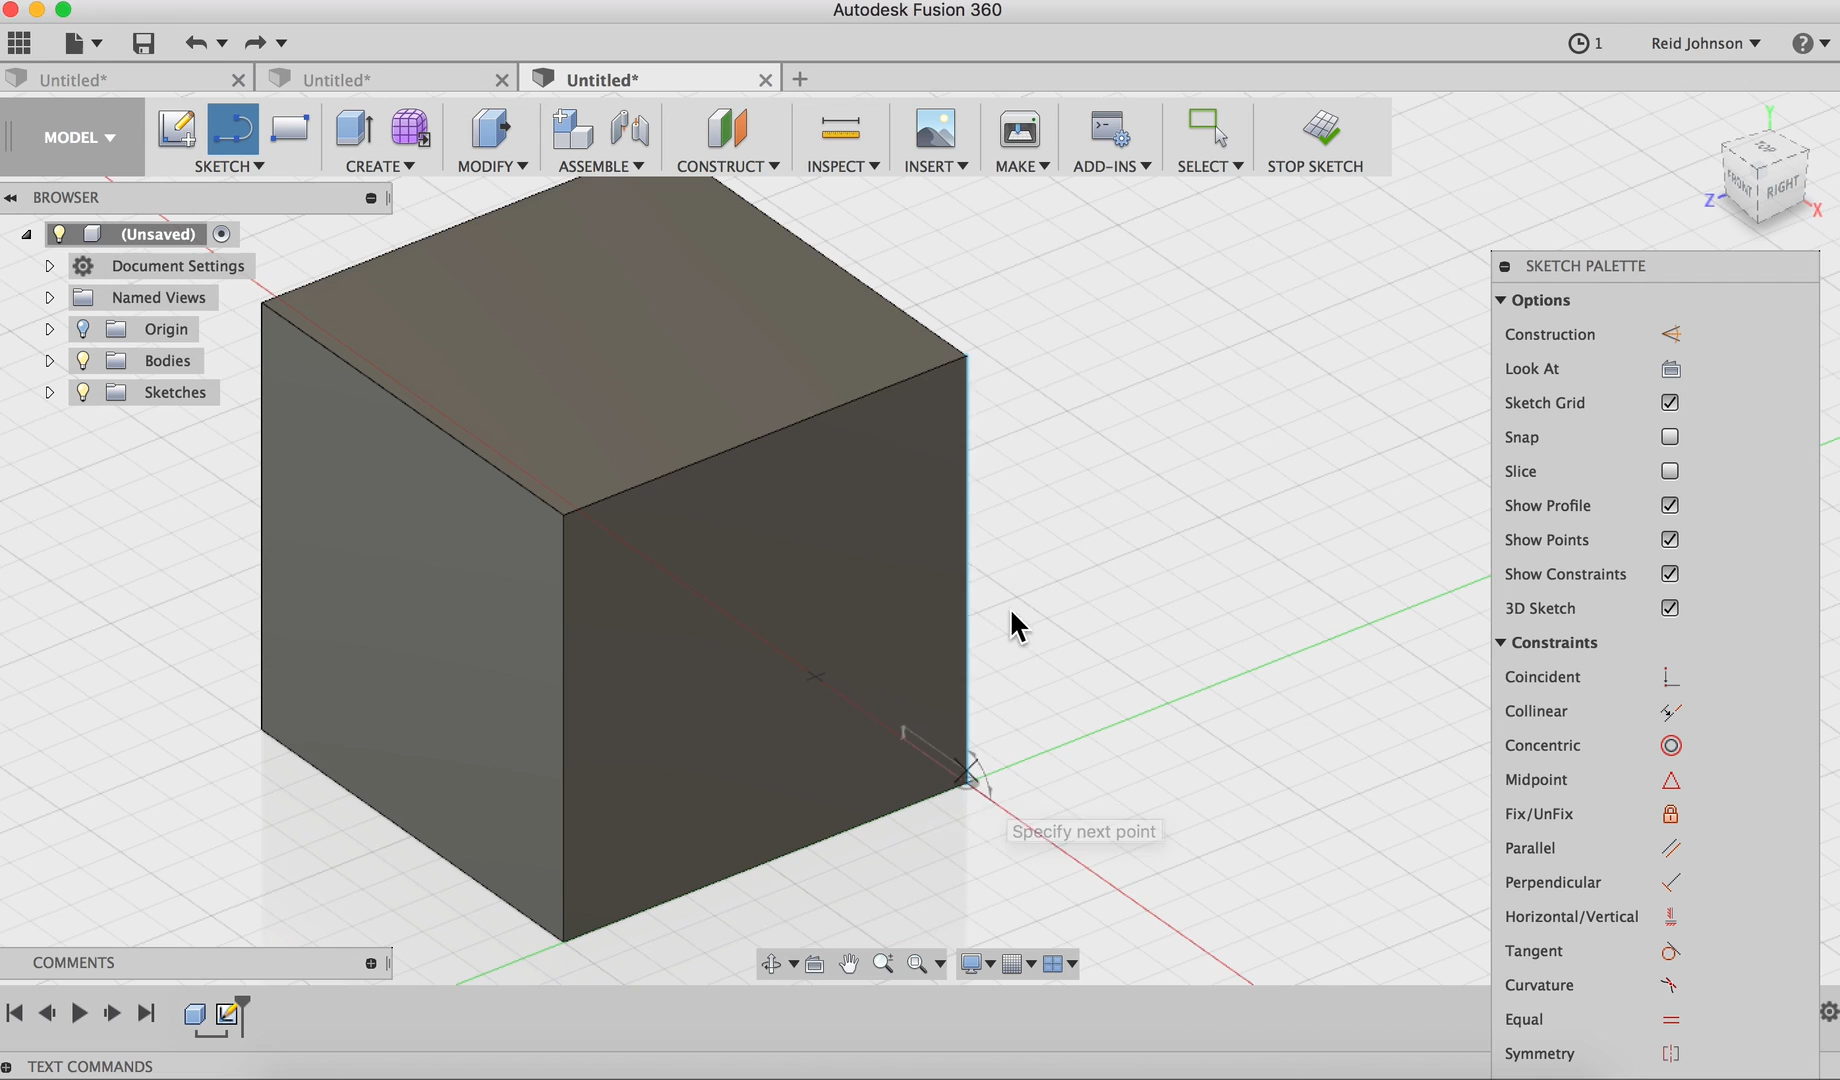 Autodesk Fusion 360
1 Reid Johnson
Untitled* Untitled* Untitled*
MODEL
SKETCH CREATE MODIFY ASSEMBLE CONSTRUCT INSPECT INSERT MAKE ADD-INS SELECT STOP SKETCH
BROWSER
(Unsaved)
Document Settings
Named Views
Origin
Bodies
Sketches
Y
TOP
FRONT RIGHT
Z X
SKETCH PALETTE
Options
Construction
Look At
Sketch Grid
Snap
Slice
Show Profile
Show Points
Show Constraints
3D Sketch
Constraints
Coincident
Collinear
Concentric
Midpoint
Fix/UnFix
Parallel
Perpendicular
Horizontal/Vertical
Tangent
Curvature
Equal
Symmetry
Specify next point
COMMENTS
TEXT COMMANDS